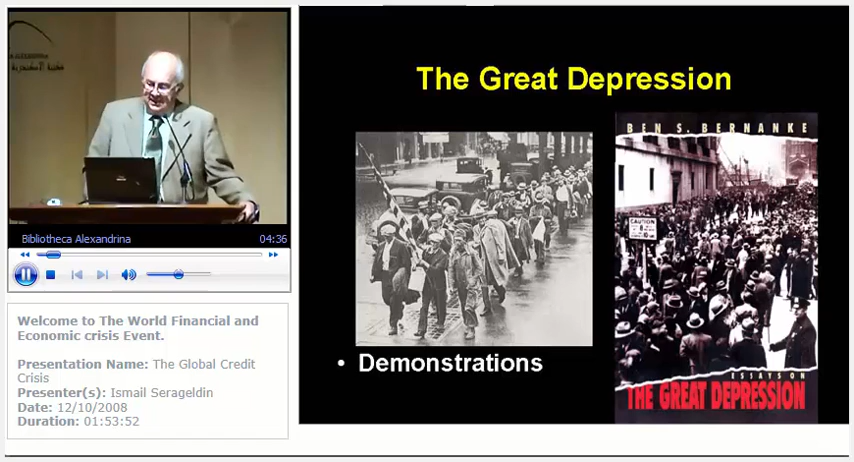 Bibliotheca Alexandrina 04:36
Welcome to The World Financial and
Economic crisis Event.
Presentation Name: The Global Credit
Crisis
Presenter(s): Ismail Serageldin
Date: 12/10/2008
Duration: 01:53:52
The Great Depression
• Demonstrations
BEN S. BERNANKE
CAUTION
ESSAYS ON
THE GREAT DEPRESSION